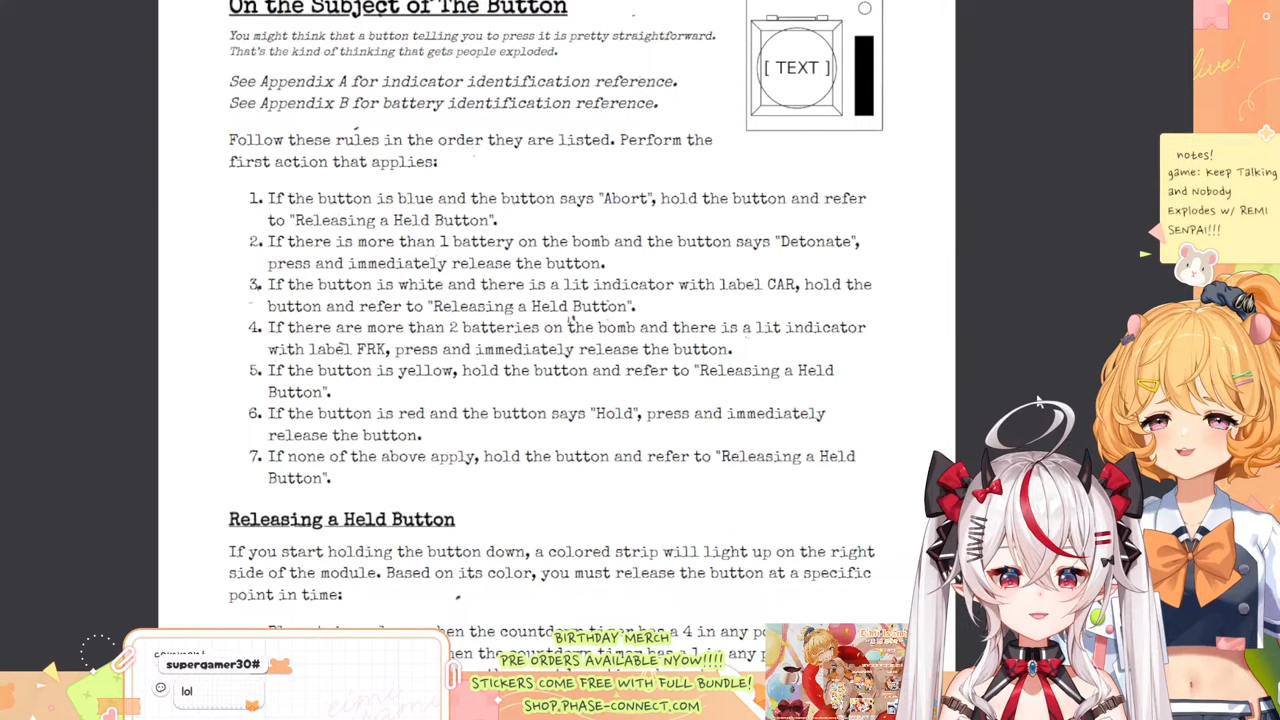 On the Subject of The Button
You might think that a button telling you to press it is pretty straightforward.
That's the kind of thinking that gets people exploded.
See Appendix A for indicator identification reference.
See Appendix B for battery identification reference.
[ TEXT ]
Follow these rules in the order they are listed. Perform the
first action that applies:
1. If the button is blue and the button says "Abort", hold the button and refer
to "Releasing a Held Button".
2. If there is more than 1 battery on the bomb and the button says "Detonate",
press and immediately release the button.
3. If the button is white and there is a lit indicator with label CAR, hold the
button and refer to "Releasing a Held Button".
4. If there are more than 2 batteries on the bomb and there is a lit indicator
with label FRK, press and immediately release the button.
5. If the button is yellow, hold the button and refer to "Releasing a Held
Button".
6. If the button is red and the button says "Hold", press and immediately
release the button.
7. If none of the above apply, hold the button and refer to "Releasing a Held
Button".
Releasing a Held Button
If you start holding the button down, a colored strip will light up on the right
side of the module. Based on its color, you must release the button at a specific
point in time:
when the countdown timer has a 4 in any
live!
notes!
game: Keep Talking
and Nobody
Explodes w/ REMI
SENPAI!!!
supergamer30#
lol
BIRTHDAY MERCH
PRE ORDERS AVAILABLE NYOW!!!!
STICKERS COME FREE WITH FULL BUNDLE!
SHOP.PHASE-CONNECT.COM